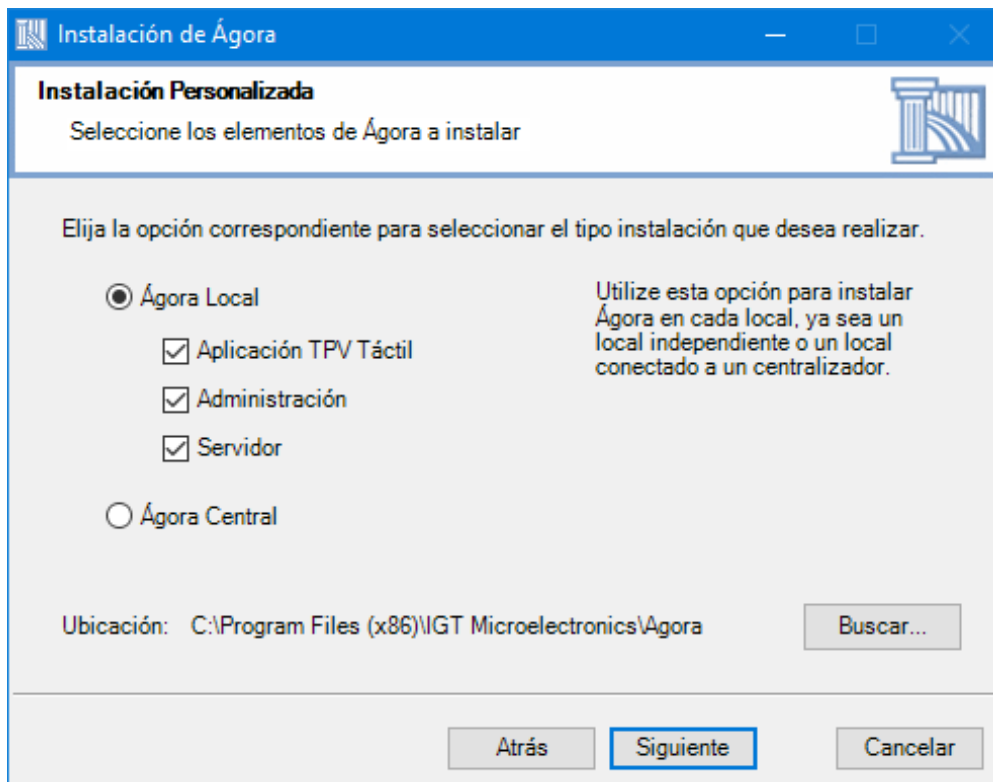 Instalación de Ágora
Instalación Personalizada
Seleccione los elementos de Ágora a instalar
Elija la opción correspondiente para seleccionar el tipo instalación que desea realizar.
Ágora Local
Aplicación TPV Táctil
Administración
Servidor
Ágora Central
Utilize esta opción para instalar
Ágora en cada local, ya sea un
local independiente o un local
conectado a un centralizador.
Ubicación: C:\Program Files (x86)\IGT Microelectronics\Agora
Buscar...
Atrás
Siguiente
Cancelar